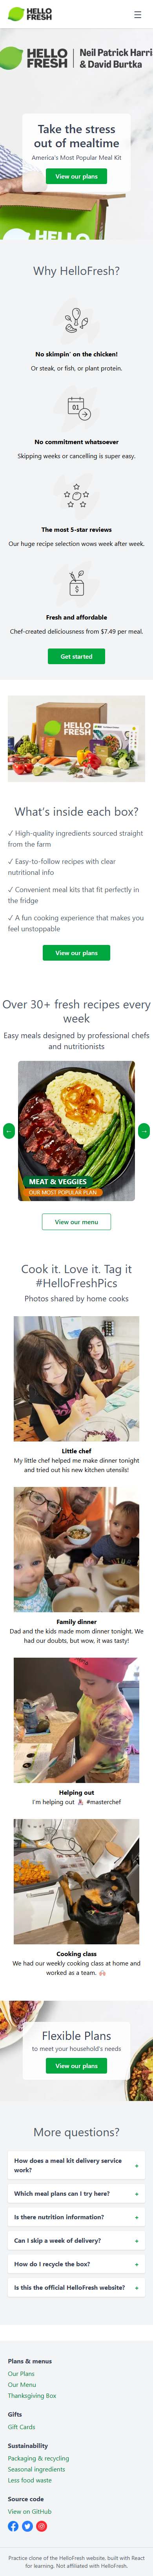 HELLO
FRESH
HELLO
FRESH
Neil Patrick Harri
& David Burtka
Take the stress
out of mealtime
America's Most Popular Meal Kit
View our plans
Why HelloFresh?
No skimpin' on the chicken!
Or steak, or fish, or plant protein.
01
No commitment whatsoever
Skipping weeks or cancelling is super easy.
The most 5-star reviews
Our huge recipe selection wows week after week.
$
Fresh and affordable
Chef-created deliciousness from $7.49 per meal.
Get started
HELLO
FRESH
What's inside each box?
✓ High-quality ingredients sourced straight
from the farm
✓ Easy-to-follow recipes with clear
nutritional info
✓ Convenient meal kits that fit perfectly in
the fridge
✓ A fun cooking experience that makes you
feel unstoppable
View our plans
Over 30+ fresh recipes every
week
Easy meals designed by professional chefs
and nutritionists
←
→
MEAT & VEGGIES
OUR MOST POPULAR PLAN
View our menu
Cook it. Love it. Tag it
#HelloFreshPics
Photos shared by home cooks
Little chef
My little chef helped me make dinner tonight
and tried out his new kitchen utensils!
Family dinner
Dad and the kids made mom dinner tonight. We
had our doubts, but wow, it was tasty!
Helping out
I'm helping out #masterchef
Cooking class
We had our weekly cooking class at home and
worked as a team.
Flexible Plans
to meet your household's needs
View our plans
More questions?
How does a meal kit delivery service
work? +
Which meal plans can I try here? +
Is there nutrition information? +
Can I skip a week of delivery? +
How do I recycle the box? +
Is this the official HelloFresh website? +
Plans & menus
Our Plans
Our Menu
Thanksgiving Box
Gifts
Gift Cards
Sustainability
Packaging & recycling
Seasonal ingredients
Less food waste
Source code
View on GitHub
Practice clone of the HelloFresh website, built with React
for learning. Not affiliated with HelloFresh.